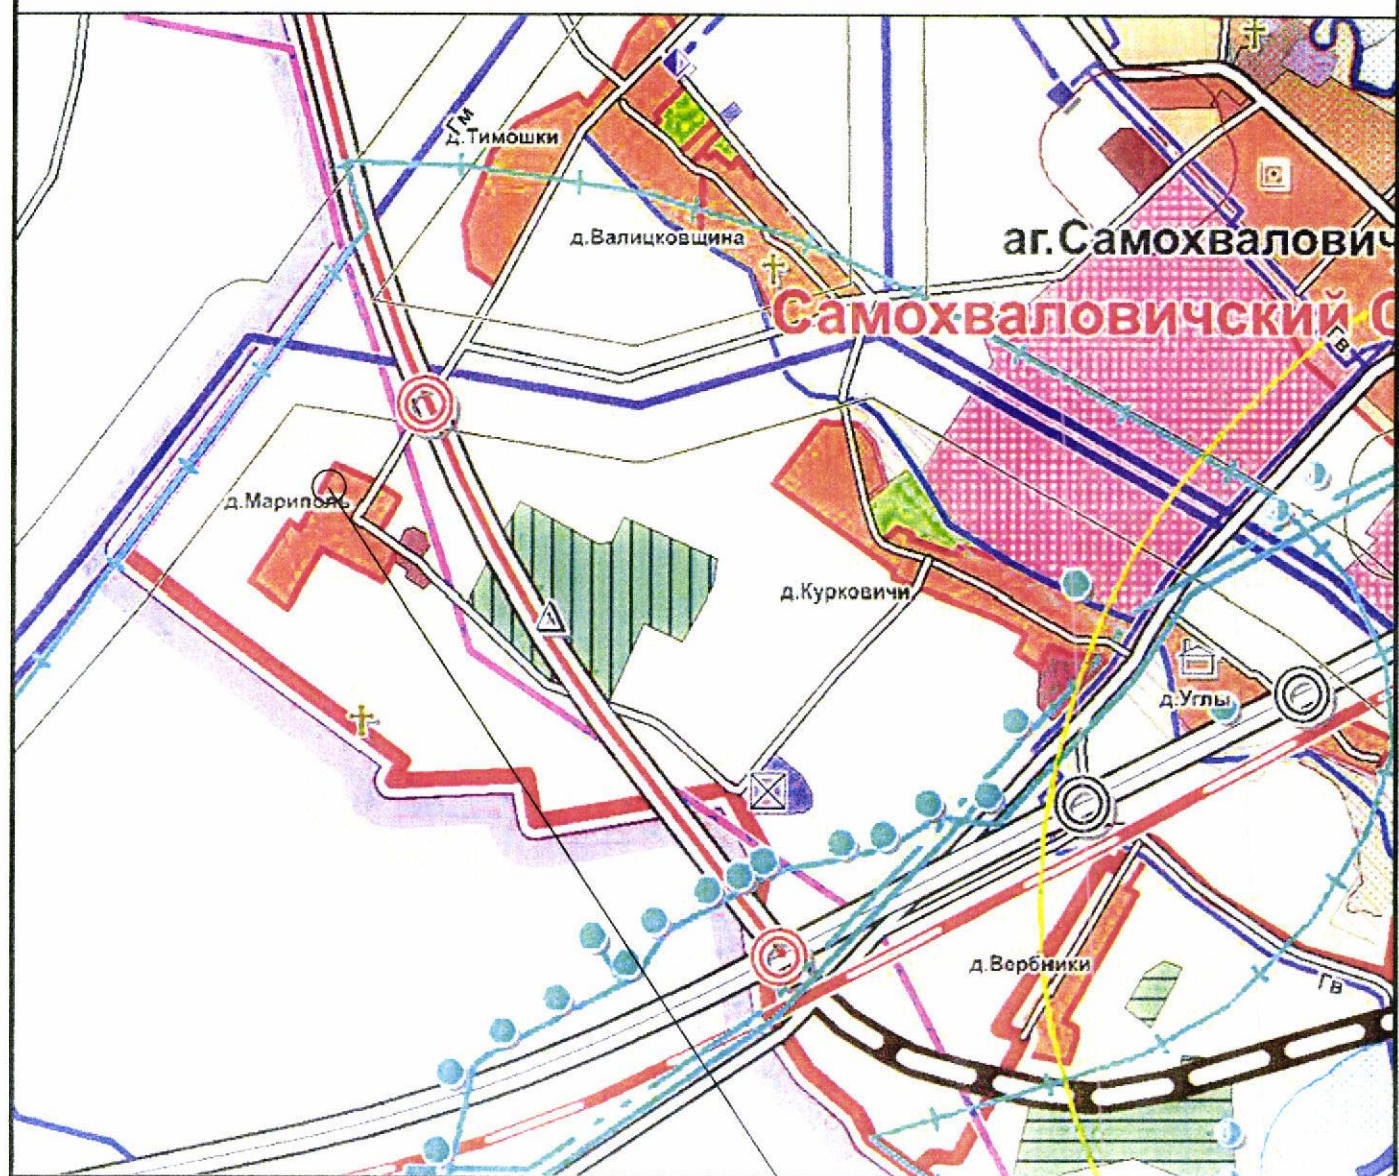 Гм
д.Тимошки
д.Валицковщина
аг.Самохвалович
Самохваловичский С
Гв
д.Мариполь
д.Курковичи
д.Углы
д.Вербники
Гв